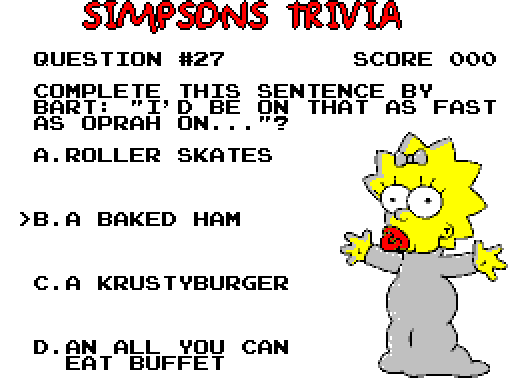 SIMPSONS TRIVIA
QUESTION #27 SCORE 000
COMPLETE THIS SENTENCE BY
BART: "I'D BE ON THAT AS FAST
AS OPRAH ON..."?
A.ROLLER SKATES
>B.A BAKED HAM
C.A KRUSTYBURGER
D.AN ALL YOU CAN
EAT BUFFET